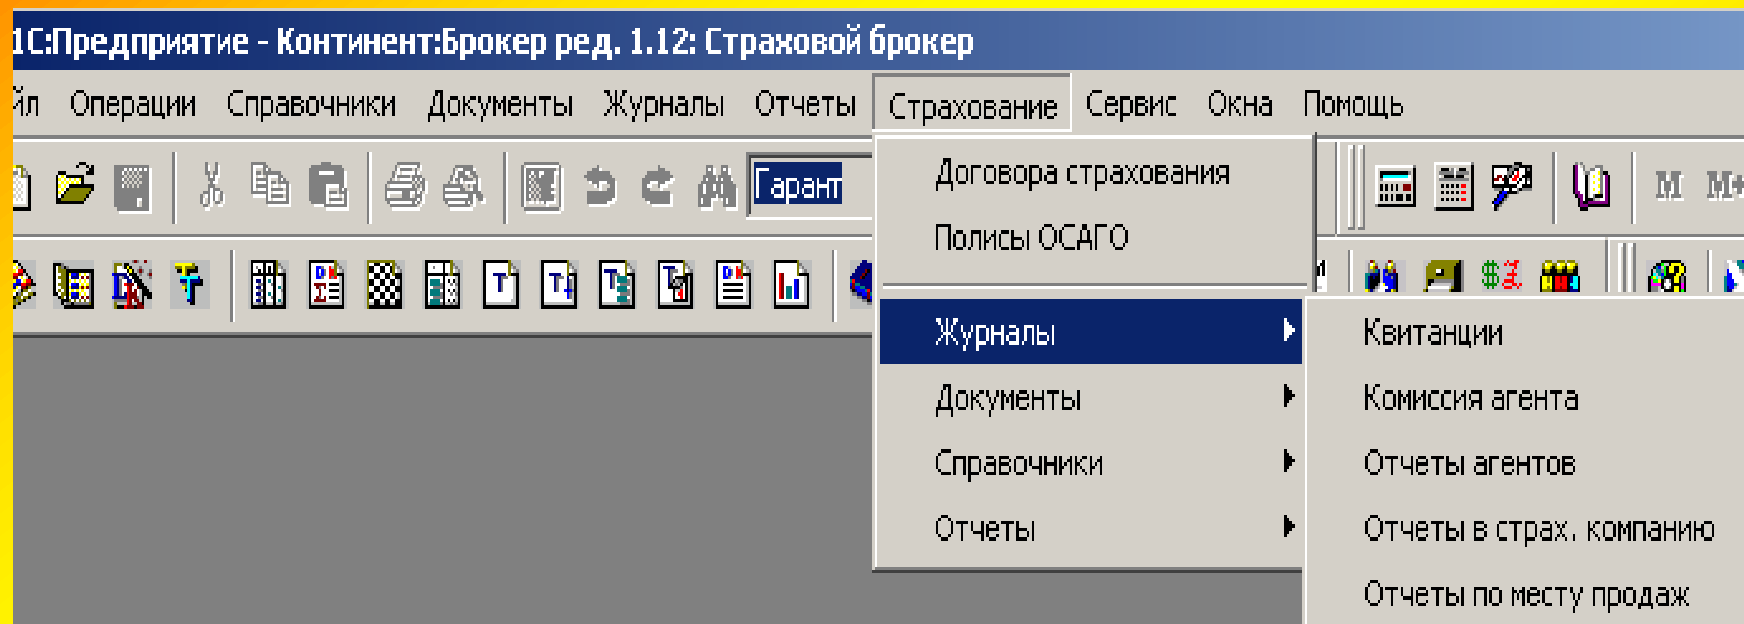 1С:Предприятие - Континент:Брокер ред. 1.12: Страховой брокер
йл Операции Справочники Документы Журналы Отчеты Страхование Сервис Окна Помощь
Гарант
M M+
Договора страхования
Полисы ОСАГО
Журналы
Документы
Справочники
Отчеты
Квитанции
Комиссия агента
Отчеты агентов
Отчеты в страх. компанию
Отчеты по месту продаж